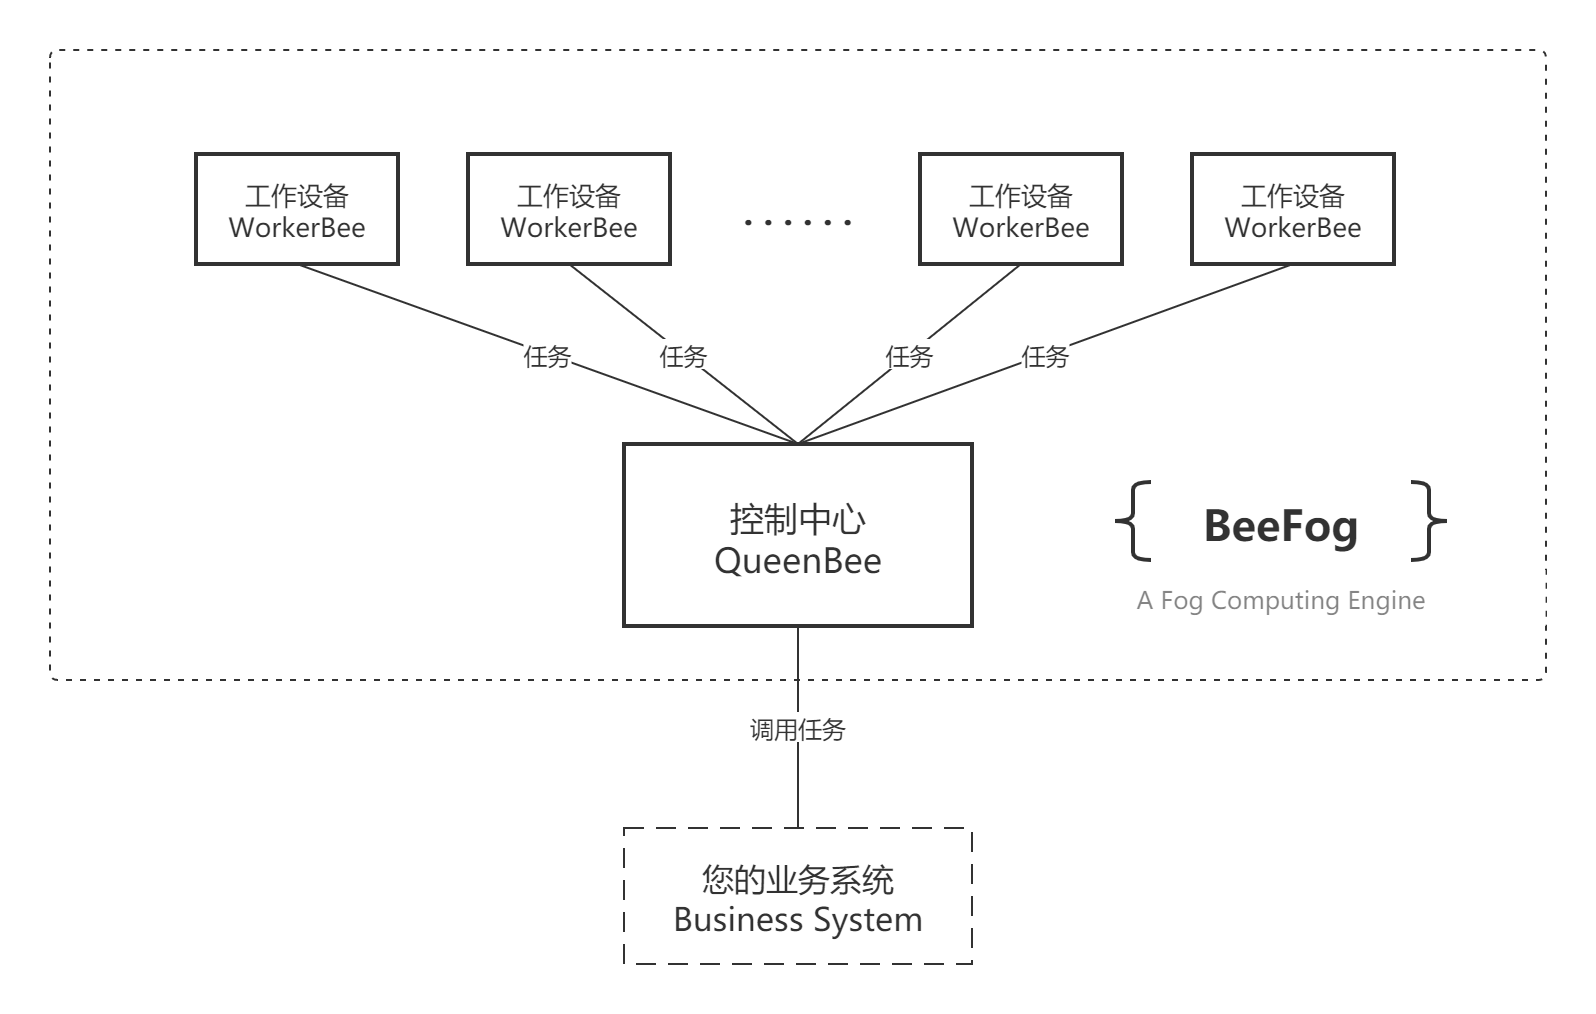 工作设备
WorkerBee
工作设备
WorkerBee
......
工作设备
WorkerBee
工作设备
WorkerBee
任务
任务
任务
任务
控制中心
QueenBee
BeeFog
A Fog Computing Engine
调用任务
您的业务系统
Business System